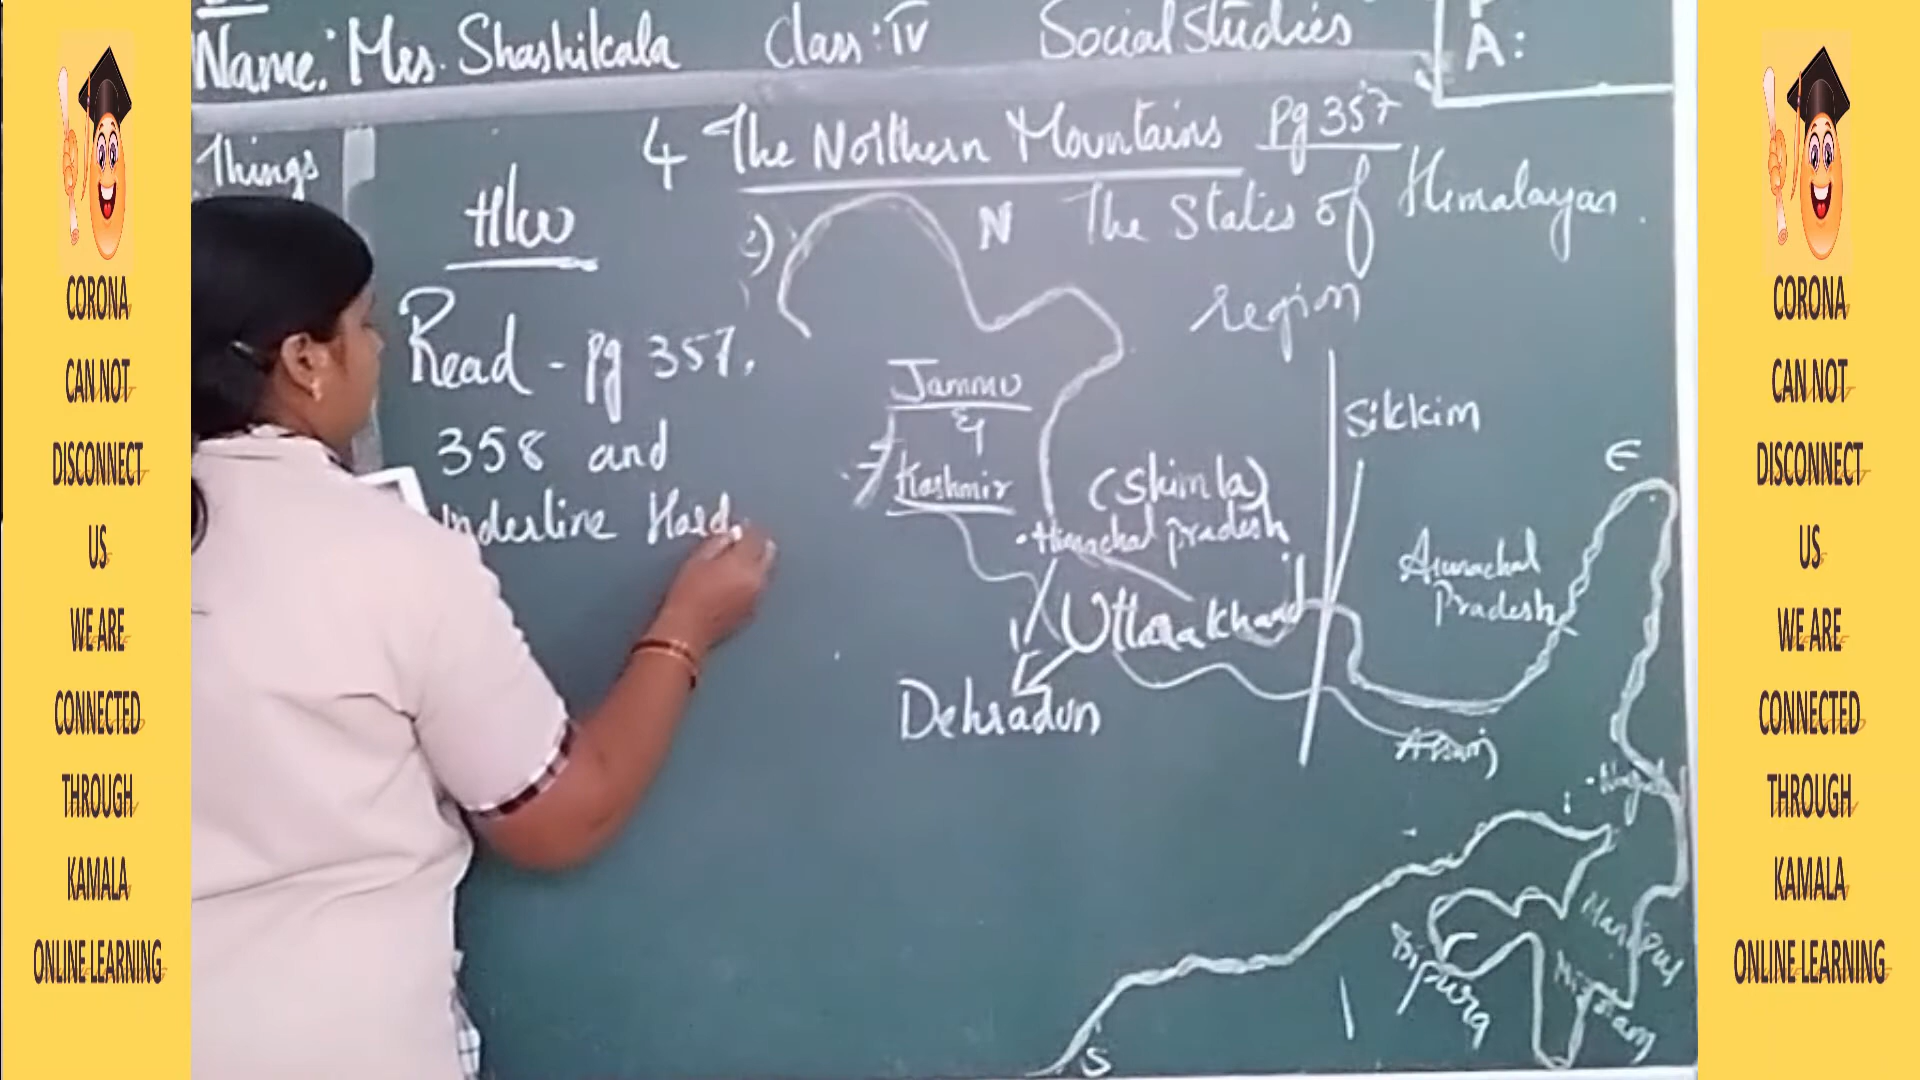 Name: Mrs. Shashikala Class: IV Social Studies
A:
Things
4 The Northern Mountains Pg 357
H/w
N The States of Himalayan
region
Read - pg 357,
358 and
underline Hard
Jammu
&
Kashmir
(Shimla)
Himachal pradesh
Uttarakhand
Dehradun
Sikkim
E
Arunachal
Pradesh
Assam
Manipur
Mizoram
S
CORONA
CAN NOT
DISCONNECT
US
WE ARE
CONNECTED
THROUGH
KAMALA
ONLINE LEARNING
CORONA
CAN NOT
DISCONNECT
US
WE ARE
CONNECTED
THROUGH
KAMALA
ONLINE LEARNING